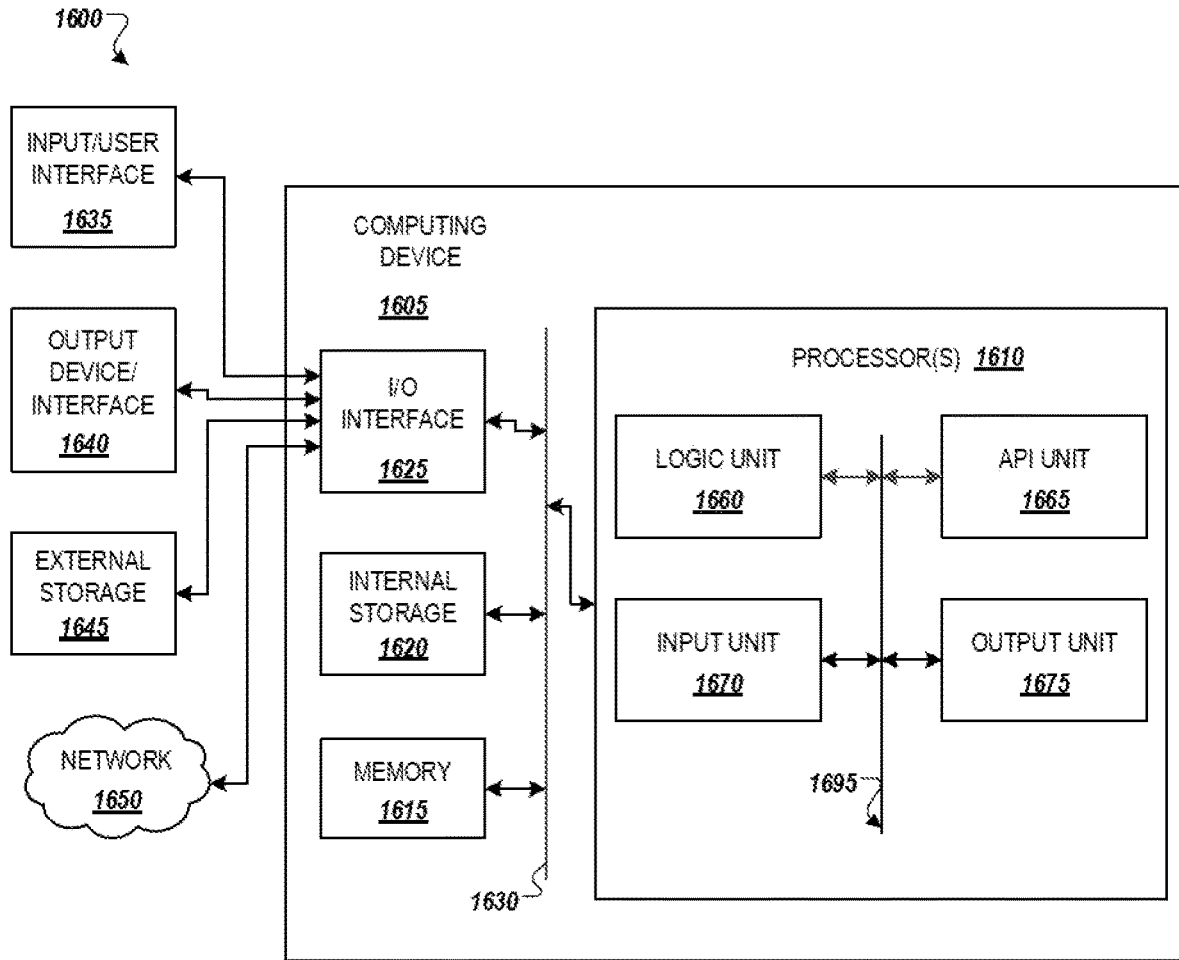 1600
INPUT/USER
INTERFACE
1635
OUTPUT
DEVICE/
INTERFACE
1640
EXTERNAL
STORAGE
1645
NETWORK
1650
COMPUTING
DEVICE
1605
I/O
INTERFACE
1625
INTERNAL
STORAGE
1620
MEMORY
1615
1630
PROCESSOR(S) 1610
LOGIC UNIT
1660
API UNIT
1665
INPUT UNIT
1670
OUTPUT UNIT
1675
1695